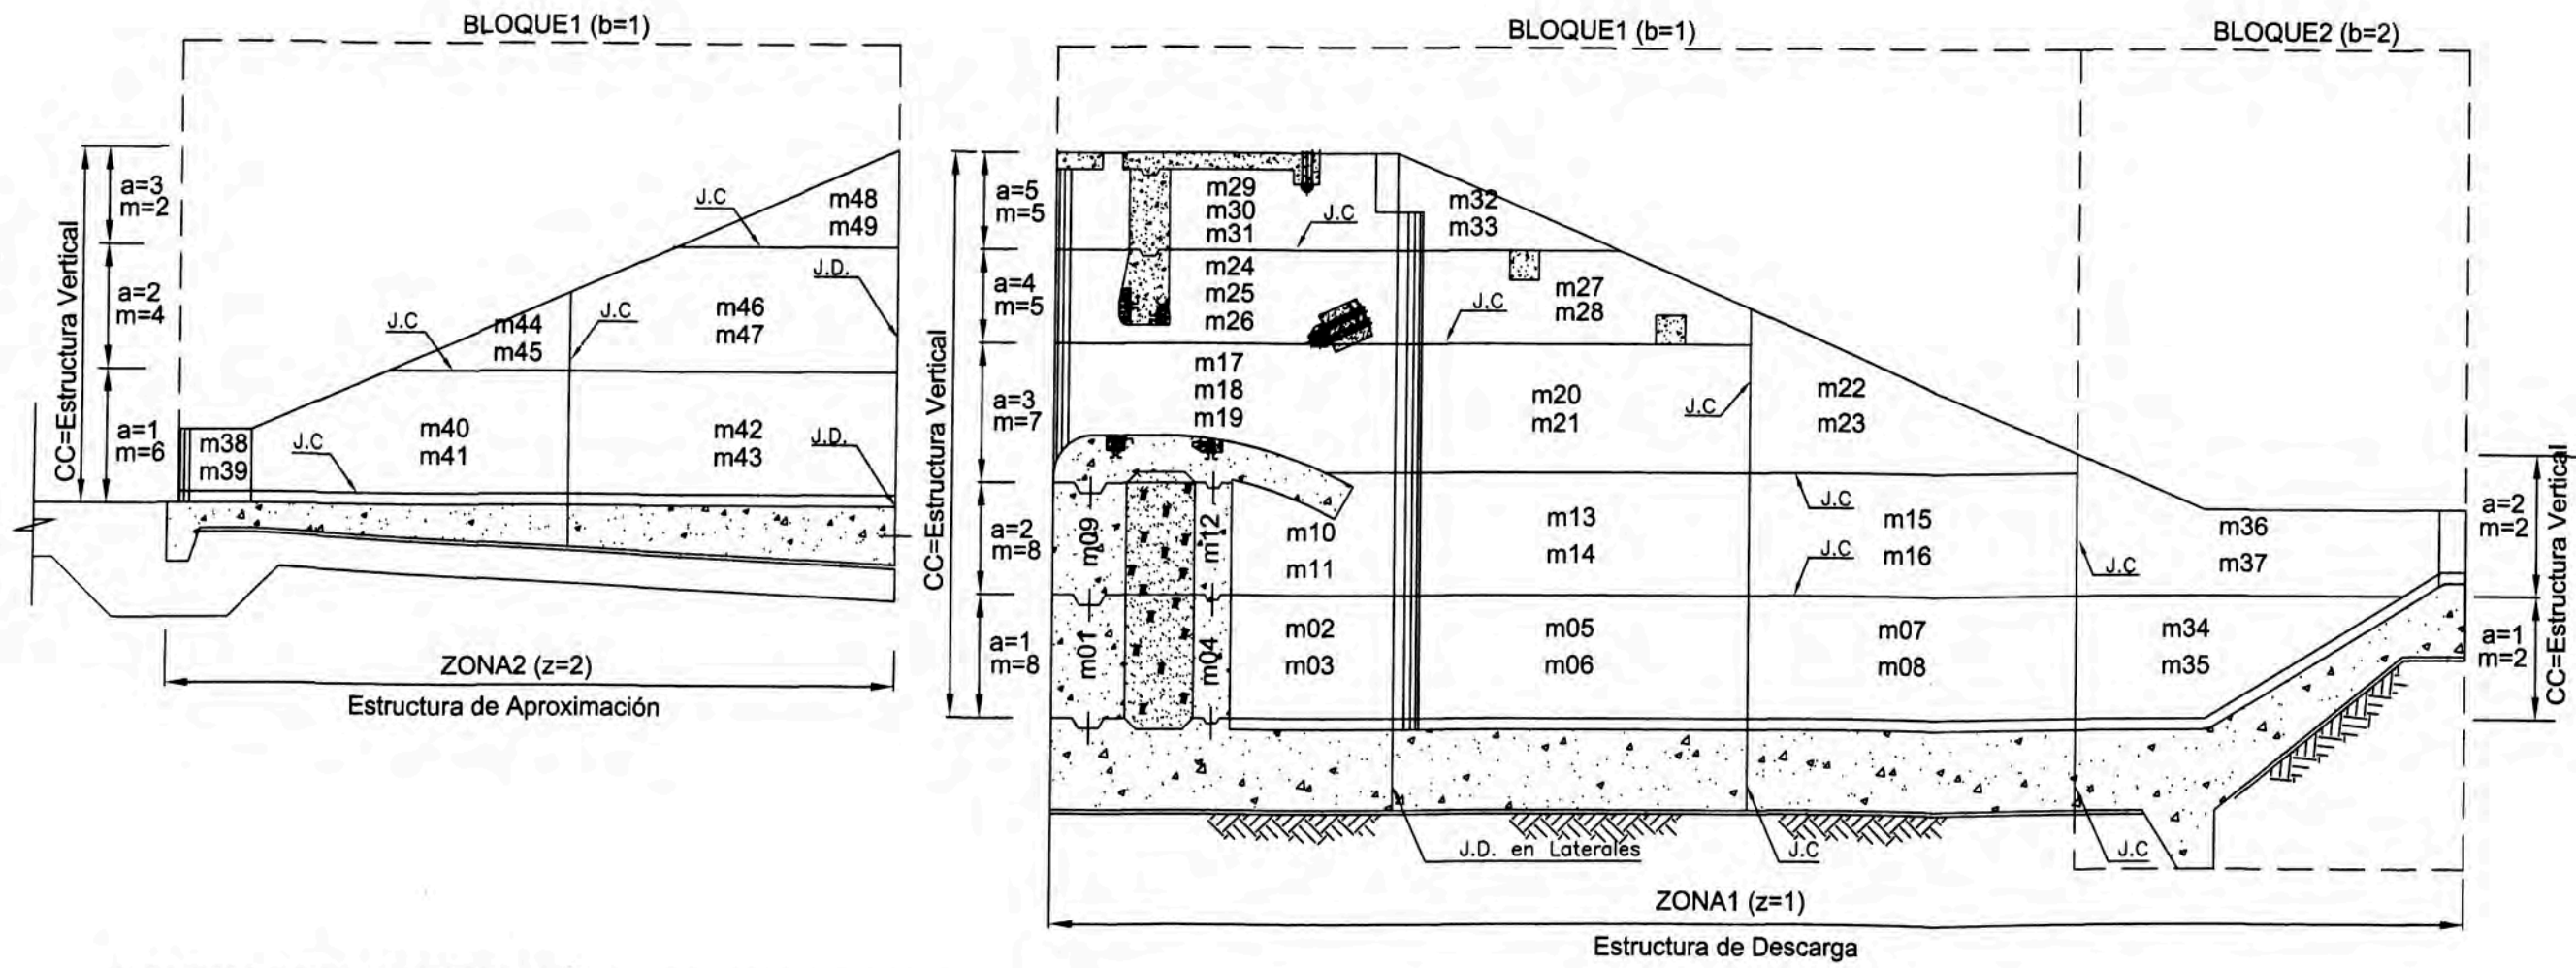 BLOQUE1 (b=1)
CC=Estructura Vertical
a=3
m=2
a=2
m=4
a=1
m=6
m48
m49
J.C
J.D.
m46
m47
J.C
m44
m45
J.C
m38
m39
J.C
m40
m41
m42
m43
J.D.
ZONA2 (z=2)
Estructura de Aproximación
BLOQUE1 (b=1)
BLOQUE2 (b=2)
CC=Estructura Vertical
a=5
m=5
a=4
m=5
a=3
m=7
a=2
m=8
a=1
m=8
m29
m30
m31
J.C
m32
m33
m24
m25
m26
J.C
m27
m28
m17
m18
m19
m20
m21
J.C
m22
m23
m09
m12
m10
m11
m13
m14
J.C
m15
m16
J.C
J.C
m36
m37
m01
m04
m02
m03
m05
m06
m07
m08
m34
m35
a=2
m=2
a=1
m=2
CC=Estructura Vertical
J.D. en Laterales
J.C
J.C
ZONA1 (z=1)
Estructura de Descarga